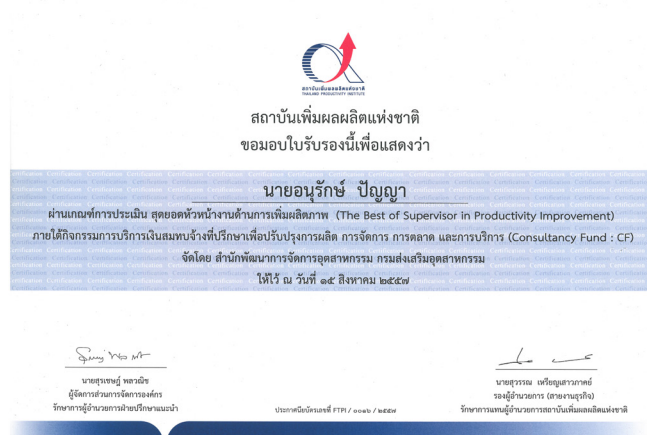 สถาบันเพิ่มผลผลิตแห่งชาติ
THAILAND PRODUCTIVITY INSTITUTE
สถาบันเพิ่มผลผลิตแห่งชาติ
ขอมอบใบรับรองนี้เพื่อแสดงว่า
นายอนุรักษ์ ปัญญา
ผ่านเกณฑ์การประเมิน สุดยอดหัวหน้างานด้านการเพิ่มผลิตภาพ (The Best of Supervisor in Productivity Improvement)
ภายใต้กิจกรรมการบริการเงินสมทบจ้างที่ปรึกษาเพื่อปรับปรุงการผลิต การจัดการ การตลาด และการบริการ (Consultancy Fund : CF)
จัดโดย สำนักพัฒนาการจัดการอุตสาหกรรม กรมส่งเสริมอุตสาหกรรม
ให้ไว้ ณ วันที่ ๑๕ สิงหาคม ๒๕๕๗
นายสุรเชษฎ์ พลวณิช
ผู้จัดการส่วนการจัดการองค์กร
รักษาการผู้อำนวยการฝ่ายปรึกษาแนะนำ
ประกาศนียบัตรเลขที่ FTPI / ๐๐๑๖ / ๒๕๕๗
นายสุวรรณ เหรียญเสาวภาคย์
รองผู้อำนวยการ (สายงานธุรกิจ)
รักษาการแทนผู้อำนวยการสถาบันเพิ่มผลผลิตแห่งชาติ